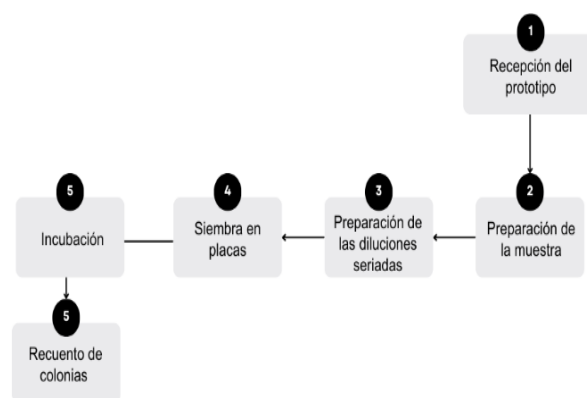 1
Recepción del
prototipo
2
Preparación de
la muestra
3
Preparación de
las diluciones
seriadas
4
Siembra en
placas
5
Incubación
5
Recuento de
colonias